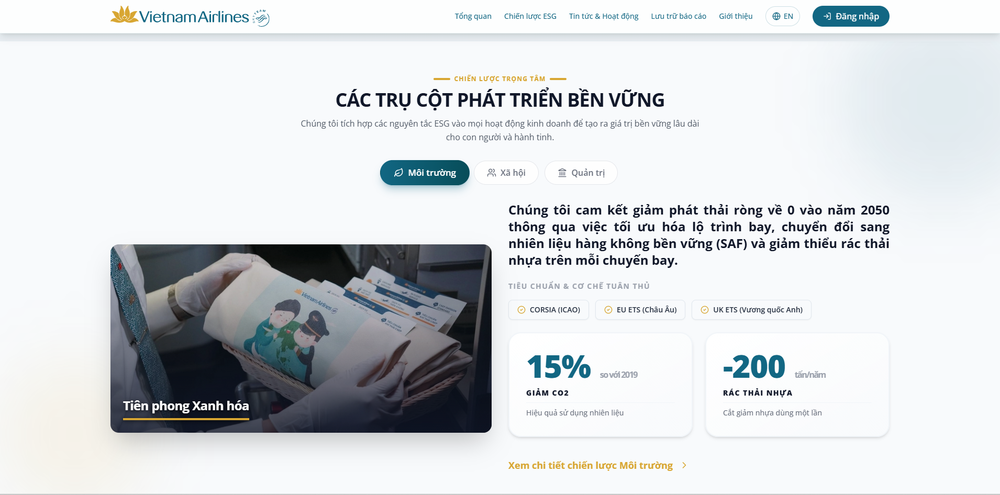 Vietnam Airlines
SKYTEAM
Tổng quan
Chiến lược ESG
Tin tức & Hoạt động
Lưu trữ báo cáo
Giới thiệu
EN
Đăng nhập
CHIẾN LƯỢC TRỌNG TÂM
CÁC TRỤ CỘT PHÁT TRIỂN BỀN VỮNG
Chúng tôi tích hợp các nguyên tắc ESG vào mọi hoạt động kinh doanh để tạo ra giá trị bền vững lâu dài
cho con người và hành tinh.
Môi trường
Xã hội
Quản trị
Vietnam Airlines
Tiên phong Xanh hóa
Chúng tôi cam kết giảm phát thải ròng về 0 vào năm 2050
thông qua việc tối ưu hóa lộ trình bay, chuyển đổi sang
nhiên liệu hàng không bền vững (SAF) và giảm thiểu rác thải
nhựa trên mỗi chuyến bay.
TIÊU CHUẨN & CƠ CHẾ TUÂN THỦ
CORSIA (ICAO)
EU ETS (Châu Âu)
UK ETS (Vương quốc Anh)
15% so với 2019
GIẢM CO2
Hiệu quả sử dụng nhiên liệu
-200 tấn/năm
RÁC THẢI NHỰA
Cắt giảm nhựa dùng một lần
Xem chi tiết chiến lược Môi trường